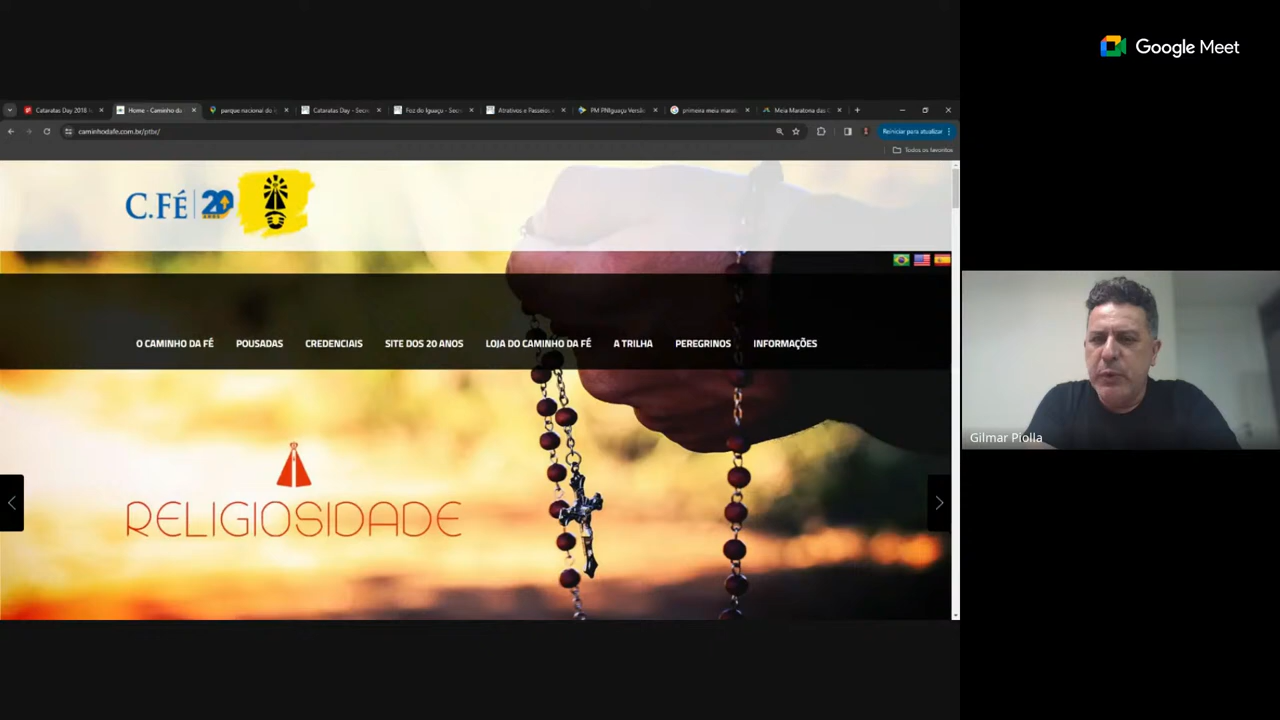 Google Meet
Cataratas Day 2018
Home - Caminho da
parque nacional do
Cataratas Day - Secre
Foz do Iguaçu - Secre
Atrativos e Passeios
PM PNIguaçu Versão
primeira meia marat
Meia Maratona das C
caminhodafe.com.br/ptbr/
Reiniciar para atualizar
Todos os favoritos
C.FÉ 20
ANOS
O CAMINHO DA FÉ POUSADAS CREDENCIAIS SITE DOS 20 ANOS LOJA DO CAMINHO DA FÉ A TRILHA PEREGRINOS INFORMAÇÕES
RELIGIOSIDADE
Gilmar Piolla